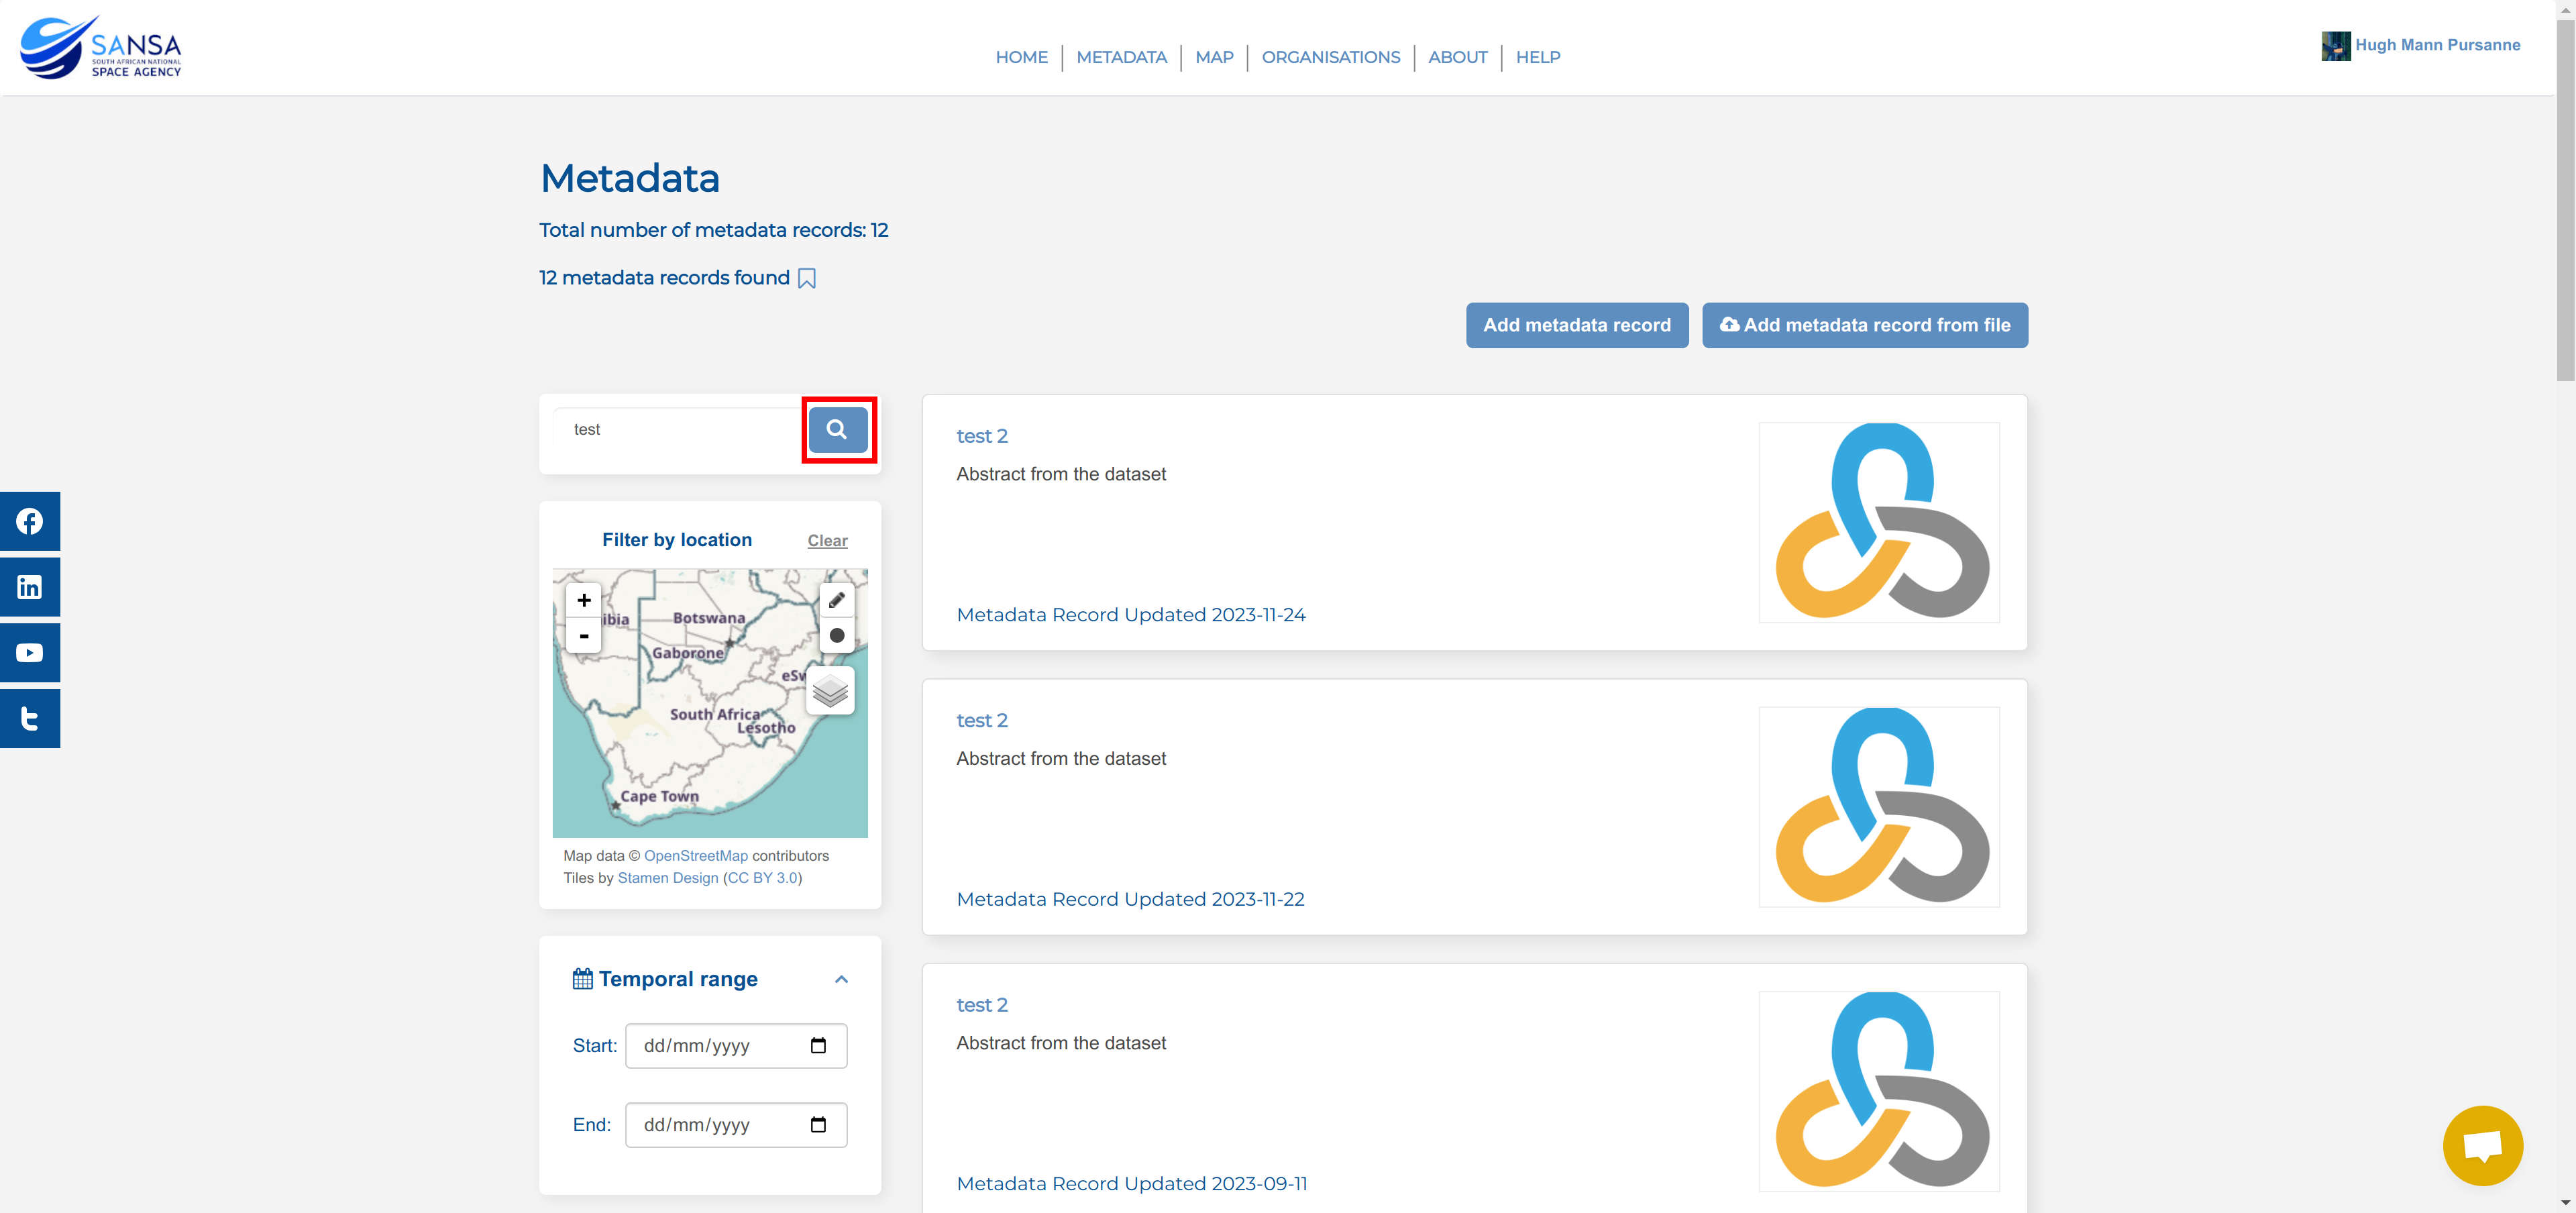 SANSA
SOUTH AFRICAN NATIONAL
SPACE AGENCY
HOME
METADATA
MAP
ORGANISATIONS
ABOUT
HELP
Hugh Mann Pursanne
Metadata
Total number of metadata records: 12
12 metadata records found
Add metadata record
Add metadata record from file
test
Filter by location
Clear
+
-
ibia
Botswana
Gaborone
eSw
South Africa
Lesotho
Cape Town
Map data © OpenStreetMap contributors
Tiles by Stamen Design (CC BY 3.0)
Temporal range
Start: dd/mm/yyyy
End: dd/mm/yyyy
test 2
Abstract from the dataset
Metadata Record Updated 2023-11-24
test 2
Abstract from the dataset
Metadata Record Updated 2023-11-22
test 2
Abstract from the dataset
Metadata Record Updated 2023-09-11